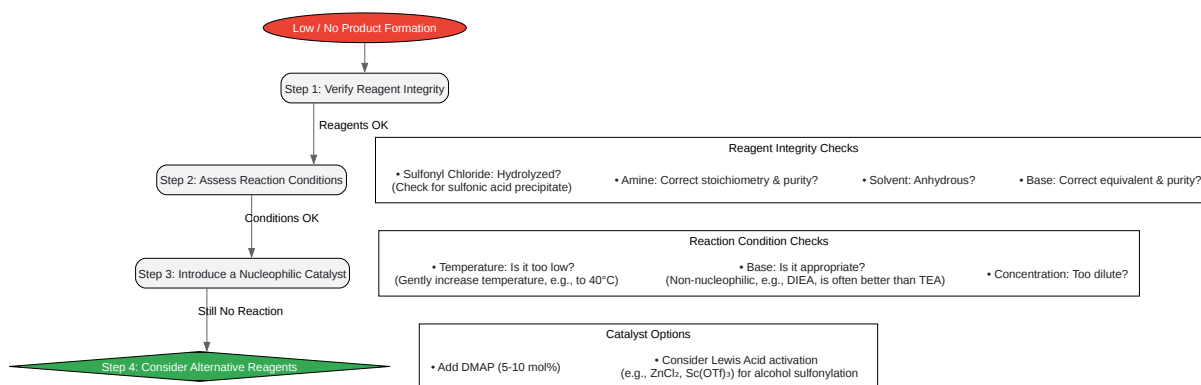 Low / No Product Formation
Step 1: Verify Reagent Integrity
Reagents OK
Reagent Integrity Checks
• Sulfonyl Chloride: Hydrolyzed?
(Check for sulfonic acid precipitate)
• Amine: Correct stoichiometry & purity?
• Solvent: Anhydrous?
• Base: Correct equivalent & purity?
Step 2: Assess Reaction Conditions
Conditions OK
Reaction Condition Checks
• Temperature: Is it too low?
(Gently increase temperature, e.g., to 40°C)
• Base: Is it appropriate?
(Non-nucleophilic, e.g., DIEA, is often better than TEA)
• Concentration: Too dilute?
Step 3: Introduce a Nucleophilic Catalyst
Still No Reaction
Catalyst Options
• Add DMAP (5-10 mol%)
• Consider Lewis Acid activation
(e.g., ZnCl₂, Sc(OTf)₃) for alcohol sulfonylation
Step 4: Consider Alternative Reagents